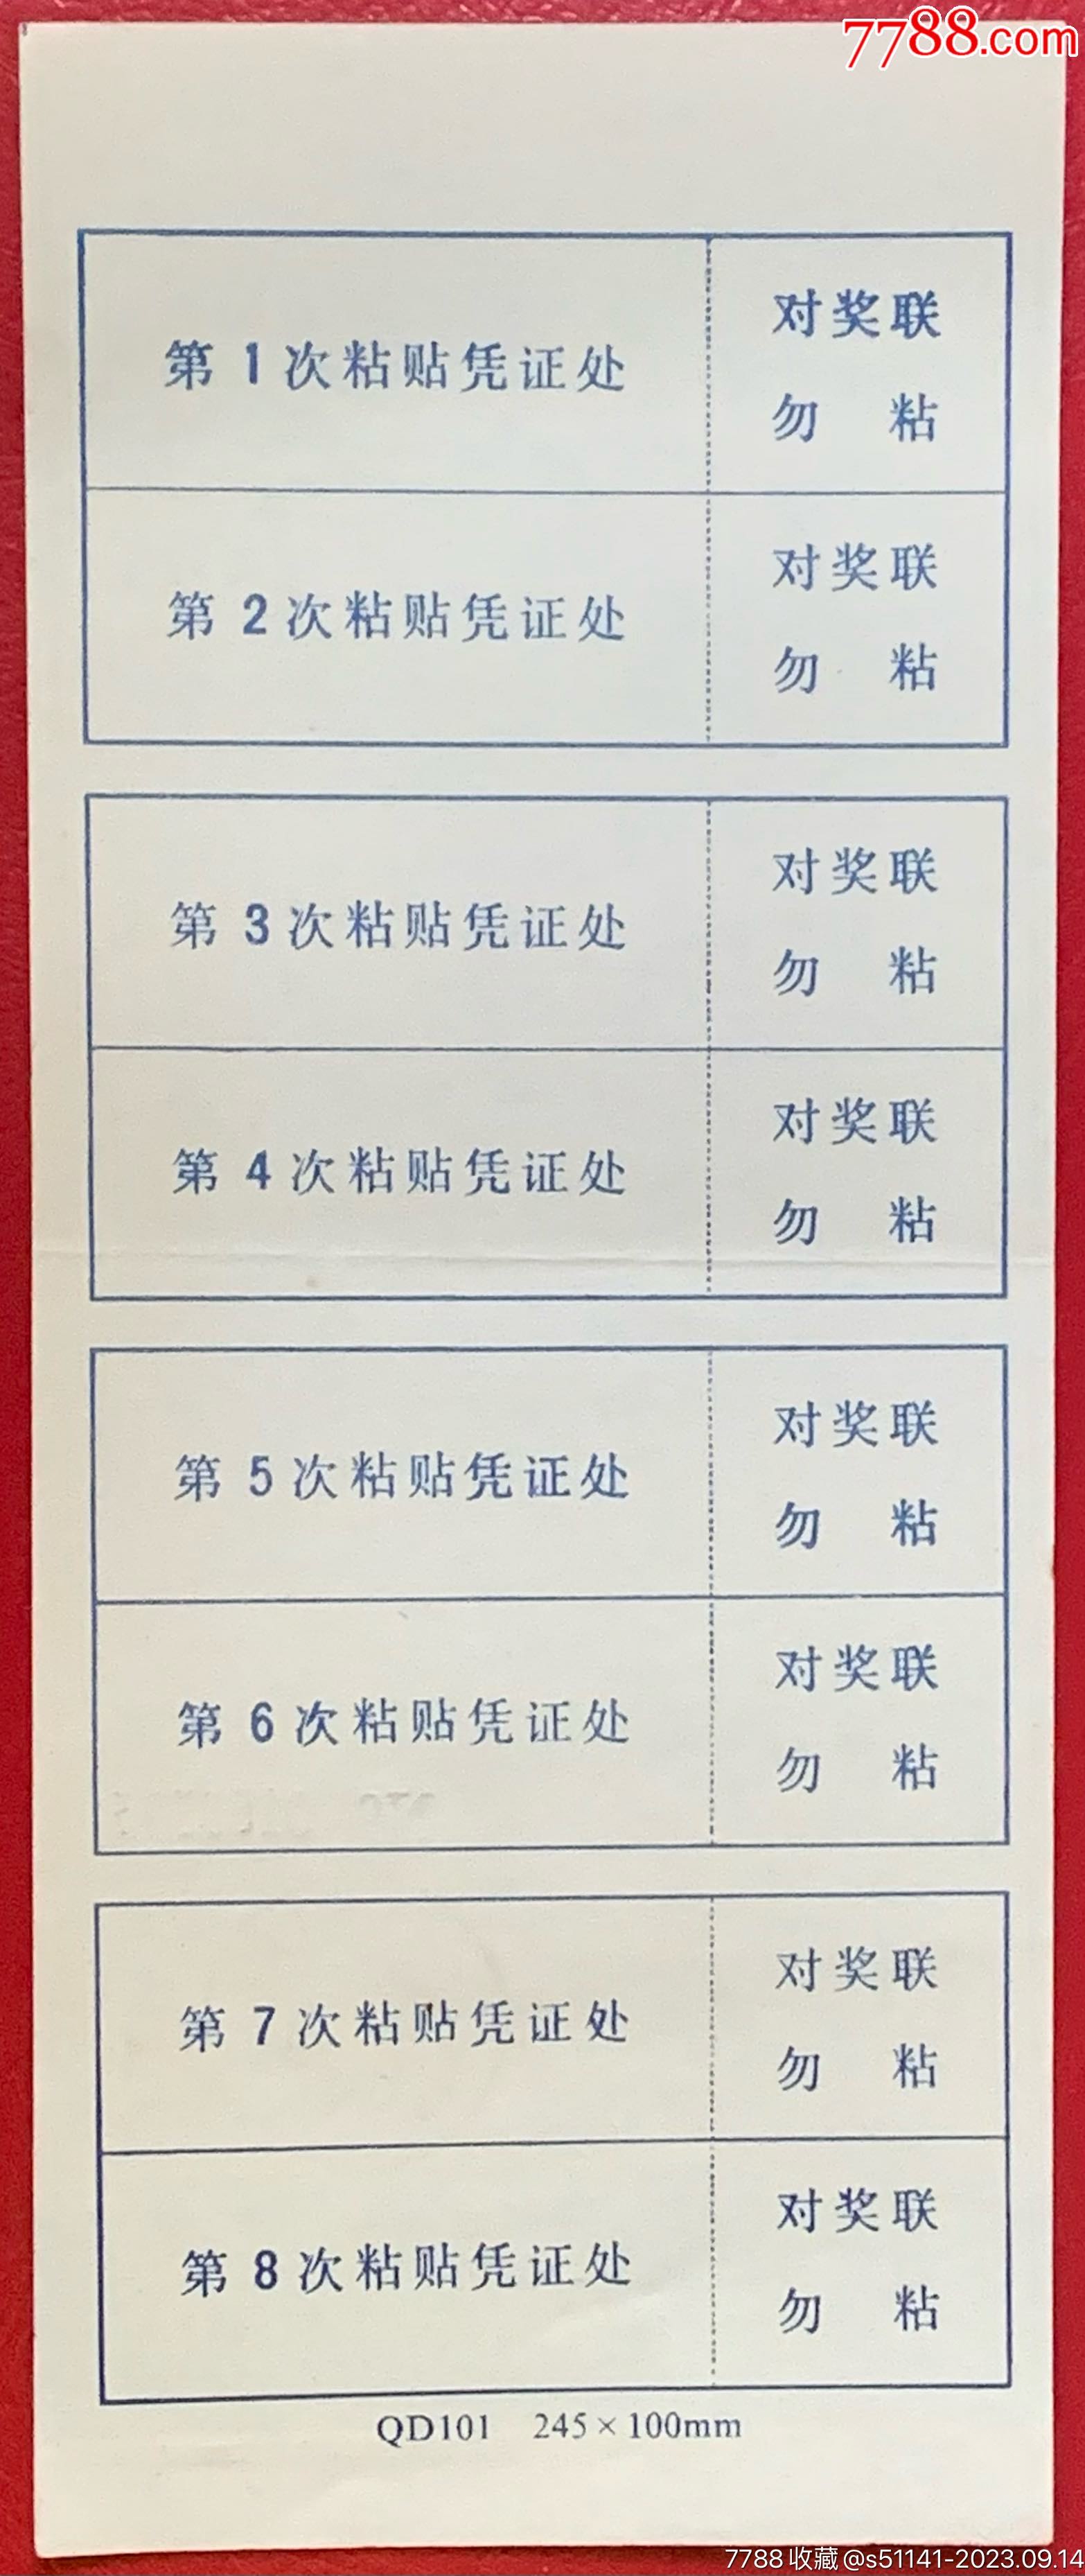 7788.com
第 1 次粘贴凭证处
对奖联
勿 粘
第 2 次粘贴凭证处
对奖联
勿 粘
第 3 次粘贴凭证处
对奖联
勿 粘
第 4 次粘贴凭证处
对奖联
勿 粘
第 5 次粘贴凭证处
对奖联
勿 粘
第 6 次粘贴凭证处
对奖联
勿 粘
第 7 次粘贴凭证处
对奖联
勿 粘
第 8 次粘贴凭证处
对奖联
勿 粘
QD101 245×100mm
7788收藏@s51141-2023.09.14